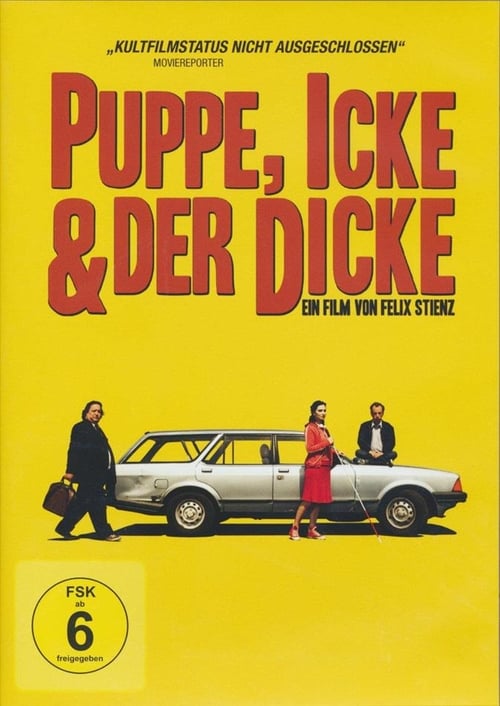 „KULTFILMSTATUS NICHT AUSGESCHLOSSEN“
MOVIEREPORTER
PUPPE, ICKE
& DER DICKE
EIN FILM VON FELIX STIENZ
FSK
ab
6
freigegeben